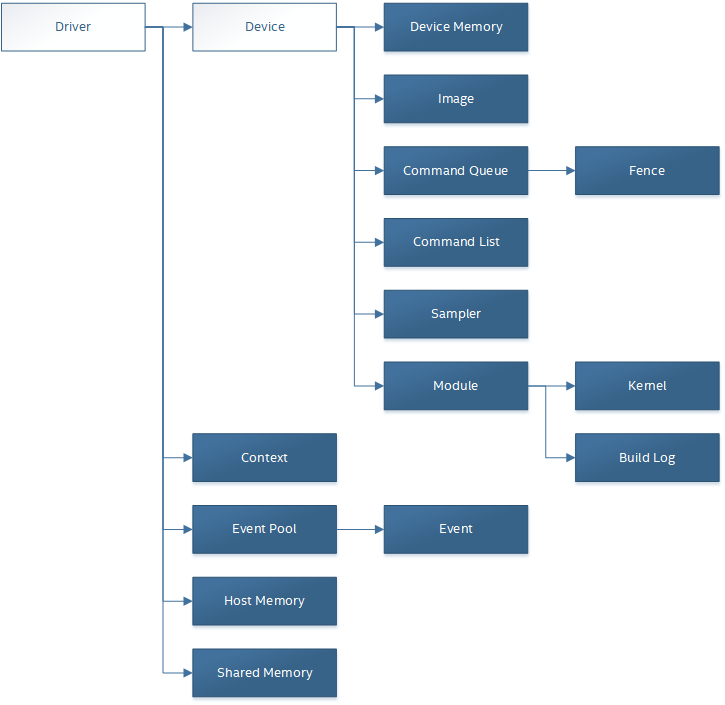 Driver
Device
Device Memory
Image
Command Queue
Fence
Command List
Sampler
Module
Kernel
Build Log
Context
Event Pool
Event
Host Memory
Shared Memory